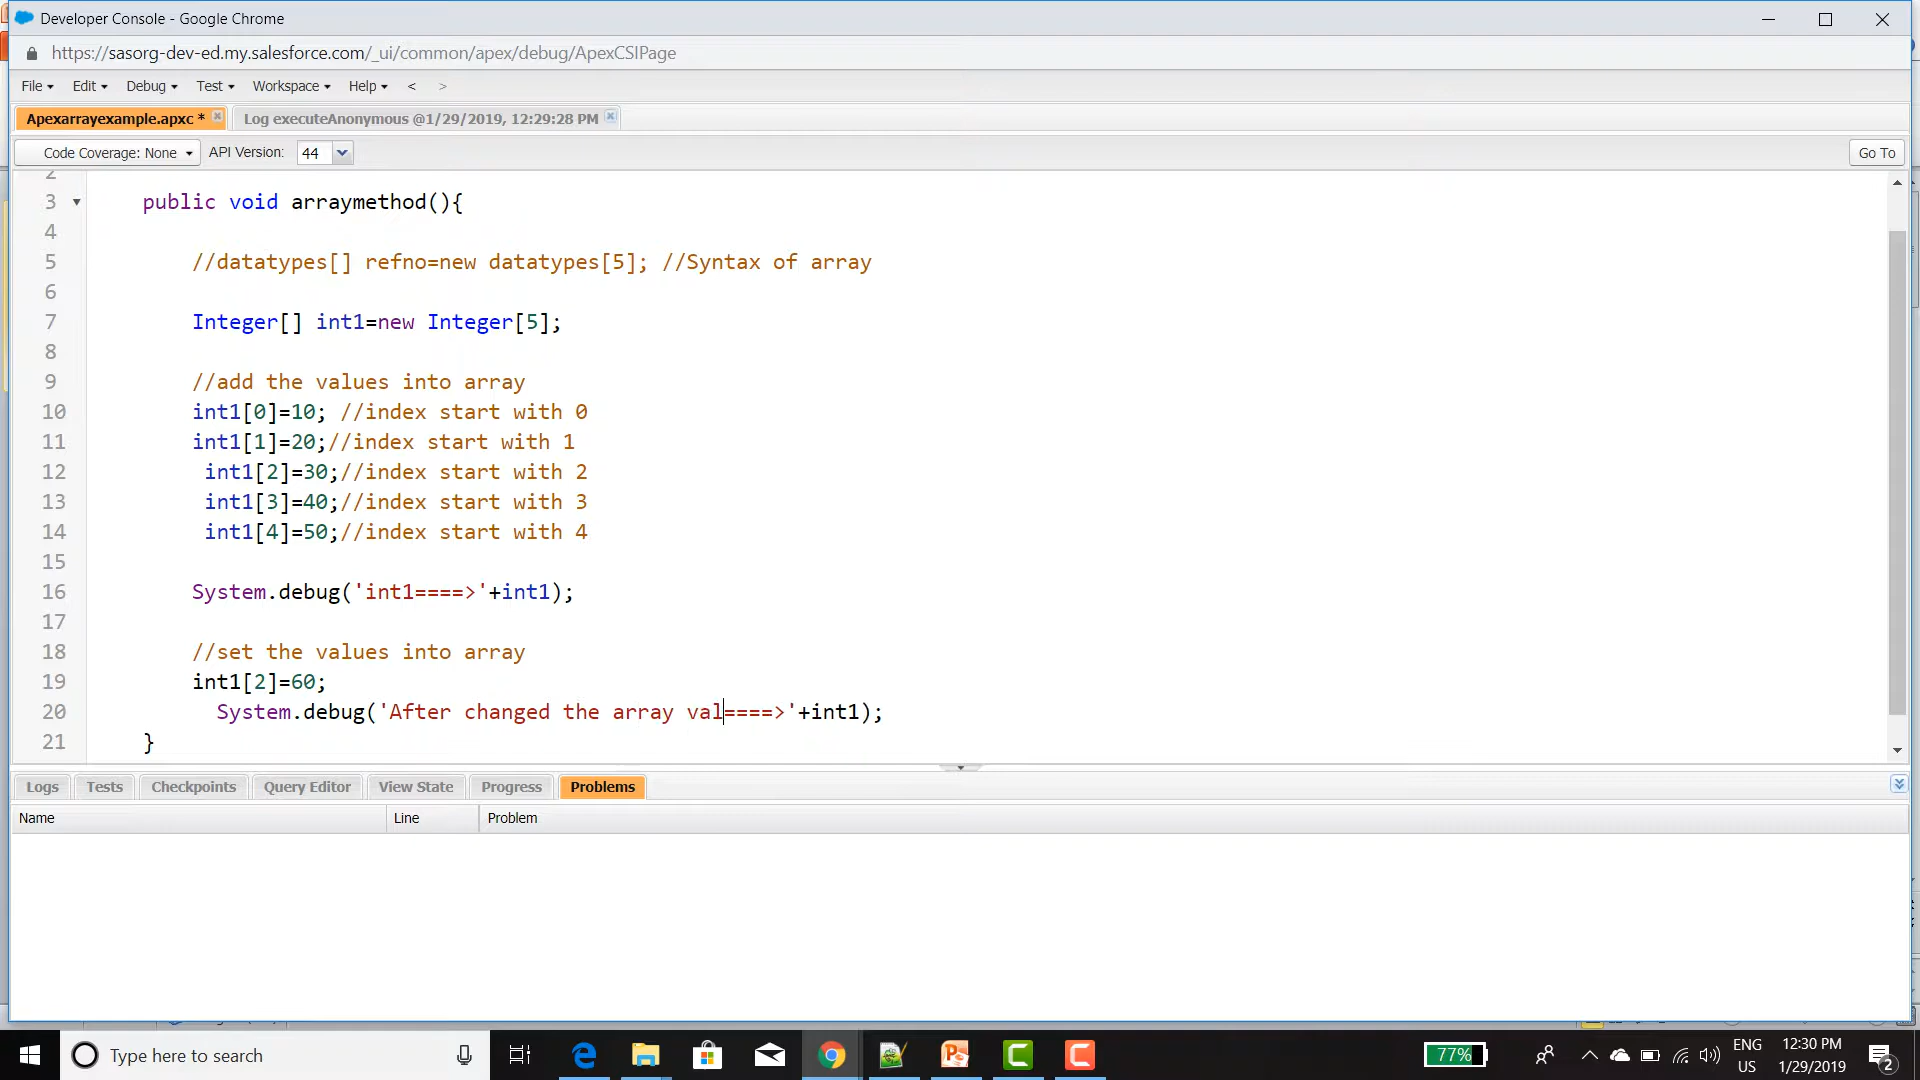 Developer Console - Google Chrome
https://sasorg-dev-ed.my.salesforce.com/_ui/common/apex/debug/ApexCSIPage
File Edit Debug Test Workspace Help < >
Apexarrayexample.apxc * Log executeAnonymous @1/29/2019, 12:29:28 PM
Code Coverage: None API Version: 44 Go To
2
3 public void arraymethod(){
4
5 //datatypes[] refno=new datatypes[5]; //Syntax of array
6
7 Integer[] int1=new Integer[5];
8
9 //add the values into array
10 int1[0]=10; //index start with 0
11 int1[1]=20;//index start with 1
12 int1[2]=30;//index start with 2
13 int1[3]=40;//index start with 3
14 int1[4]=50;//index start with 4
15
16 System.debug('int1====>'+int1);
17
18 //set the values into array
19 int1[2]=60;
20 System.debug('After changed the array val====>'+int1);
21 }
Logs Tests Checkpoints Query Editor View State Progress Problems
Name Line Problem
Type here to search 77% ENG 12:30 PM
US 1/29/2019 2